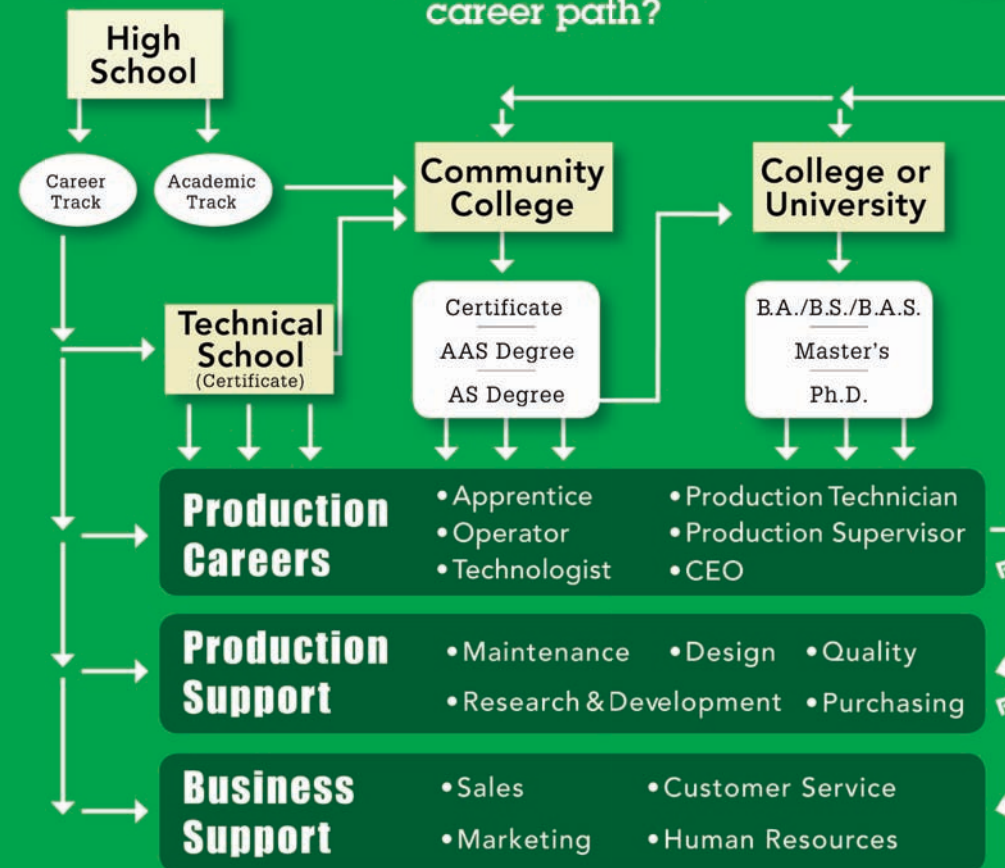 career path?
High
School
Career
Track
Academic
Track
Community
College
College or
University
Technical
School
(Certificate)
Certificate
AAS Degree
AS Degree
B.A./B.S./B.A.S.
Master's
Ph.D.
Production
Careers
• Apprentice
• Operator
• Technologist
• Production Technician
• Production Supervisor
• CEO
Production
Support
• Maintenance • Design • Quality
• Research & Development • Purchasing
Business
Support
• Sales • Customer Service
• Marketing • Human Resources